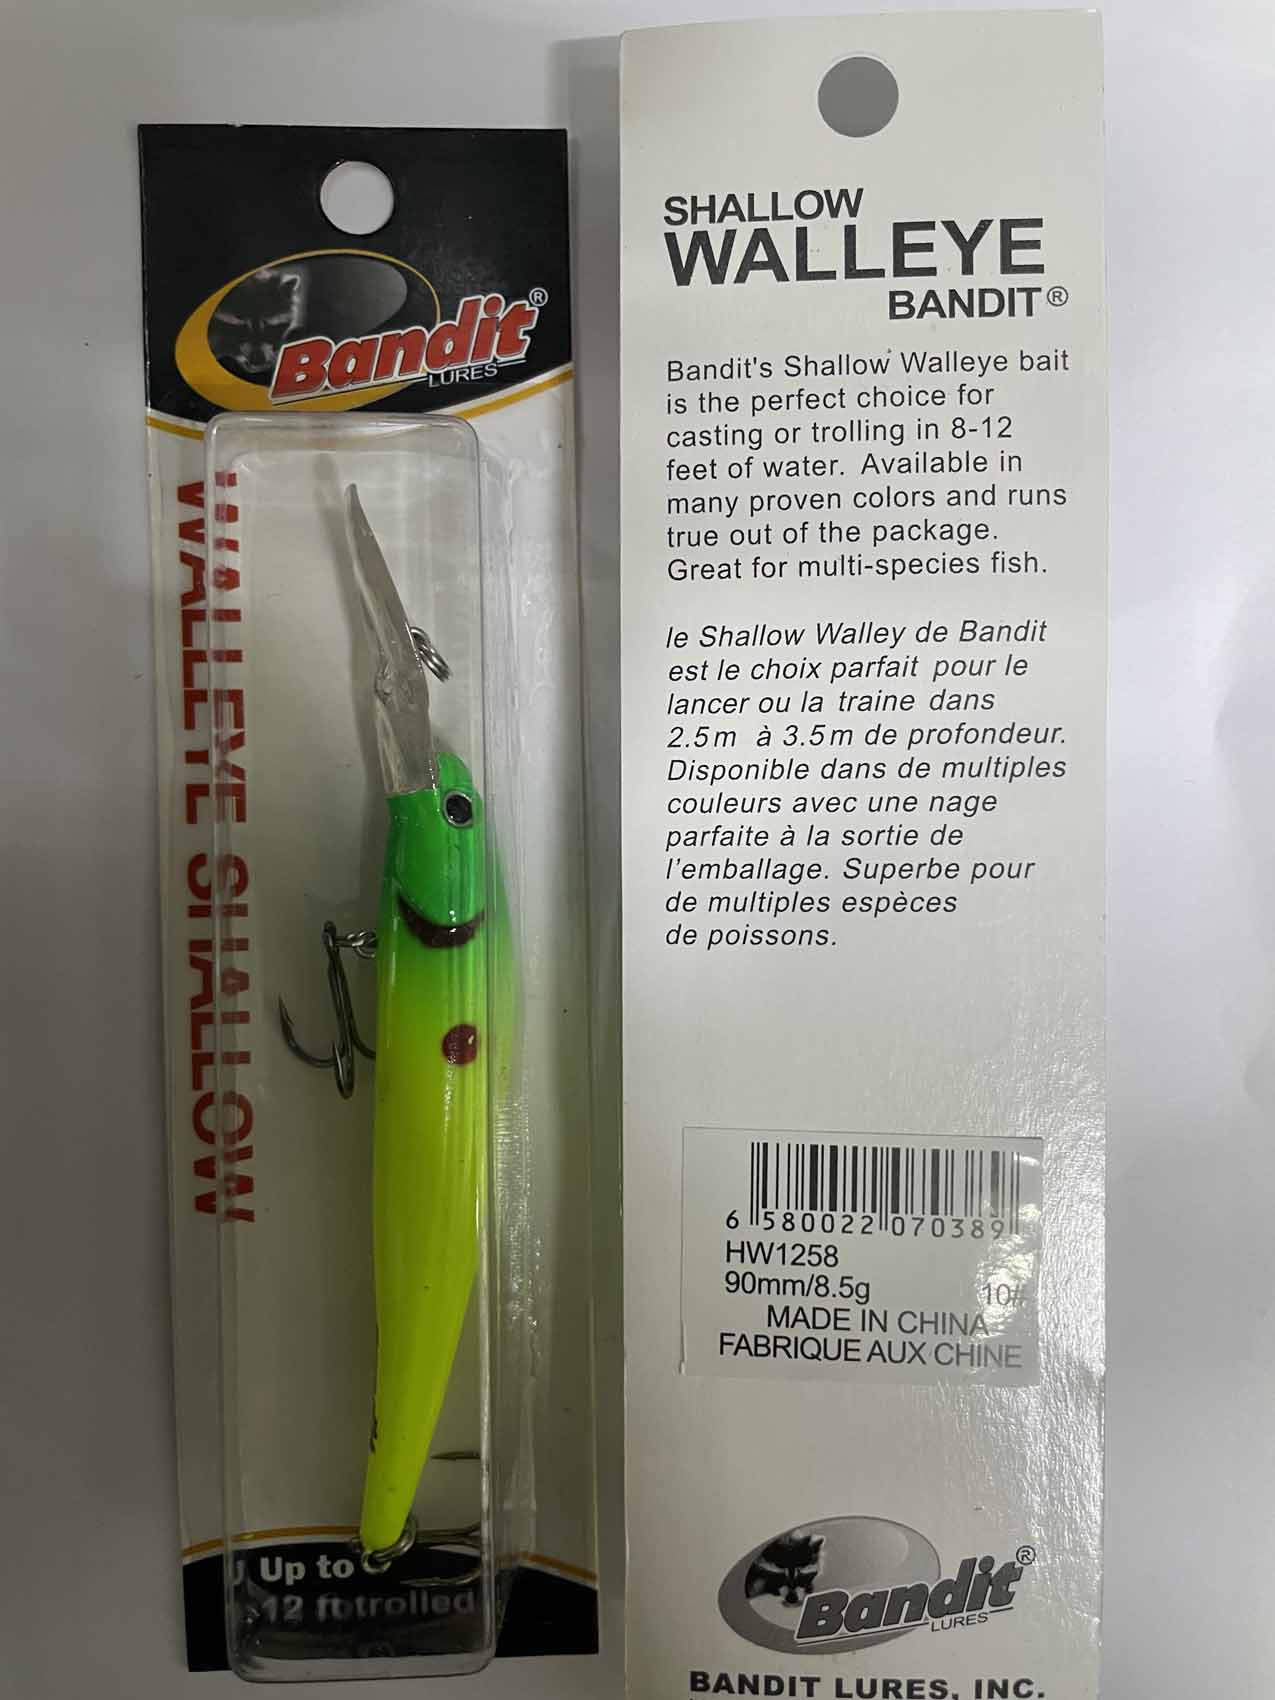 Bandit®
LURES
WALLEYE SHALLOW
Up to
12 ft trolled
SHALLOW
WALLEYE
BANDIT®
Bandit's Shallow Walleye bait
is the perfect choice for
casting or trolling in 8-12
feet of water. Available in
many proven colors and runs
true out of the package.
Great for multi-species fish.
le Shallow Walley de Bandit
est le choix parfait pour le
lancer ou la traine dans
2.5m à 3.5m de profondeur.
Disponible dans de multiples
couleurs avec une nage
parfaite à la sortie de
l'emballage. Superbe pour
de multiples espèces
de poissons.
6 580022 070389
HW1258
90mm/8.5g 10#
MADE IN CHINA
FABRIQUE AUX CHINE
Bandit®
LURES
BANDIT LURES, INC.